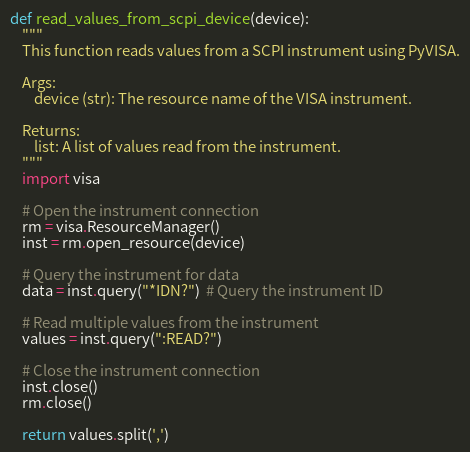 def read_values_from_scpi_device(device):
    """
    This function reads values from a SCPI instrument using PyVISA.

    Args:
        device (str): The resource name of the VISA instrument.

    Returns:
        list: A list of values read from the instrument.
    """
    import visa

    # Open the instrument connection
    rm = visa.ResourceManager()
    inst = rm.open_resource(device)

    # Query the instrument for data
    data = inst.query("*IDN?")  # Query the instrument ID

    # Read multiple values from the instrument
    values = inst.query(":READ?")

    # Close the instrument connection
    inst.close()
    rm.close()

    return values.split(',')